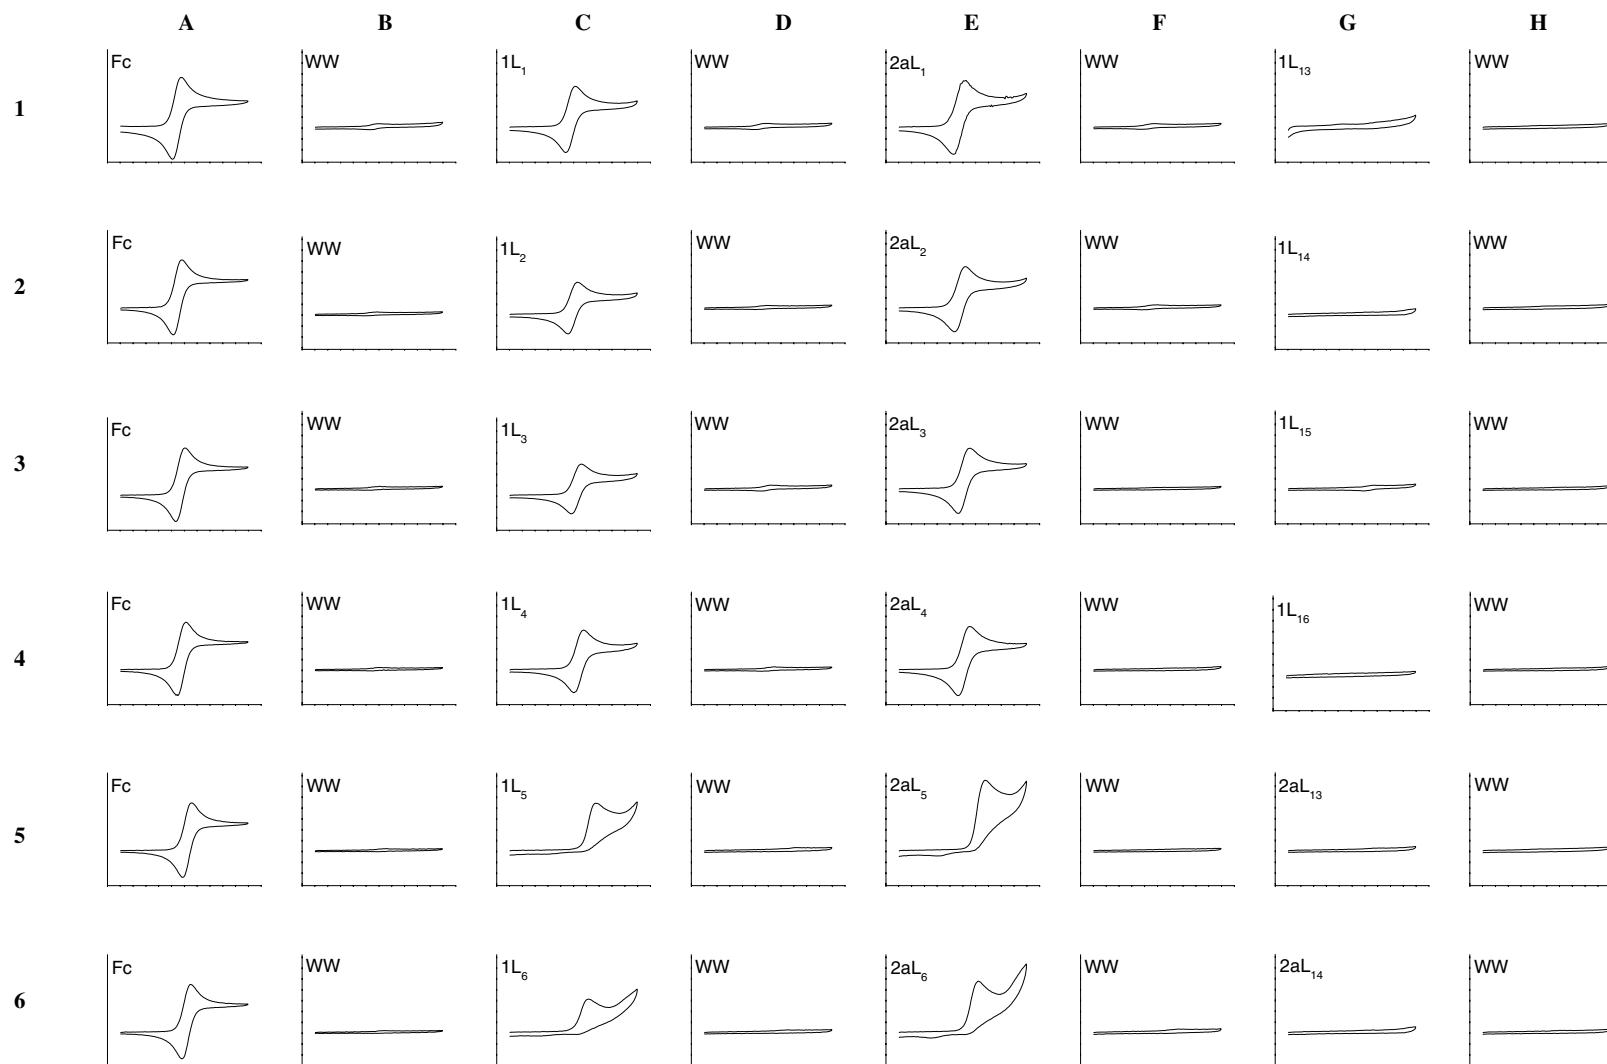 A B C D E F G H
1 Fc WW 1L₁ WW 2aL₁ WW 1L₁₃ WW
2 Fc WW 1L₂ WW 2aL₂ WW 1L₁₄ WW
3 Fc WW 1L₃ WW 2aL₃ WW 1L₁₅ WW
4 Fc WW 1L₄ WW 2aL₄ WW 1L₁₆ WW
5 Fc WW 1L₅ WW 2aL₅ WW 2aL₁₃ WW
6 Fc WW 1L₆ WW 2aL₆ WW 2aL₁₄ WW